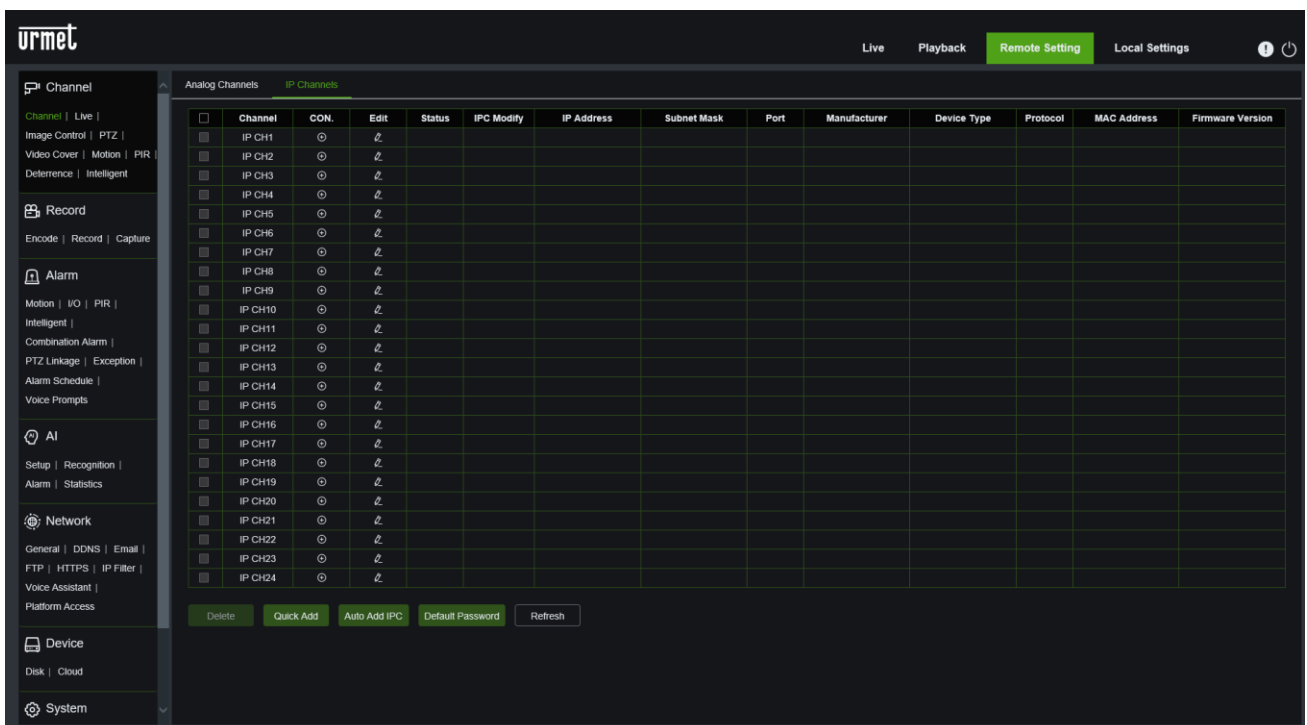 urmet
Live Playback Remote Setting Local Settings
Channel
Channel | Live |
Image Control | PTZ |
Video Cover | Motion | PIR |
Deterrence | Intelligent
Record
Encode | Record | Capture
Alarm
Motion | I/O | PIR |
Intelligent |
Combination Alarm |
PTZ Linkage | Exception |
Alarm Schedule |
Voice Prompts
AI
Setup | Recognition |
Alarm | Statistics
Network
General | DDNS | Email |
FTP | HTTPS | IP Filter |
Voice Assistant |
Platform Access
Device
Disk | Cloud
System
Analog Channels IP Channels
Channel CON. Edit Status IPC Modify IP Address Subnet Mask Port Manufacturer Device Type Protocol MAC Address Firmware Version
IP CH1
IP CH2
IP CH3
IP CH4
IP CH5
IP CH6
IP CH7
IP CH8
IP CH9
IP CH10
IP CH11
IP CH12
IP CH13
IP CH14
IP CH15
IP CH16
IP CH17
IP CH18
IP CH19
IP CH20
IP CH21
IP CH22
IP CH23
IP CH24
Delete Quick Add Auto Add IPC Default Password Refresh